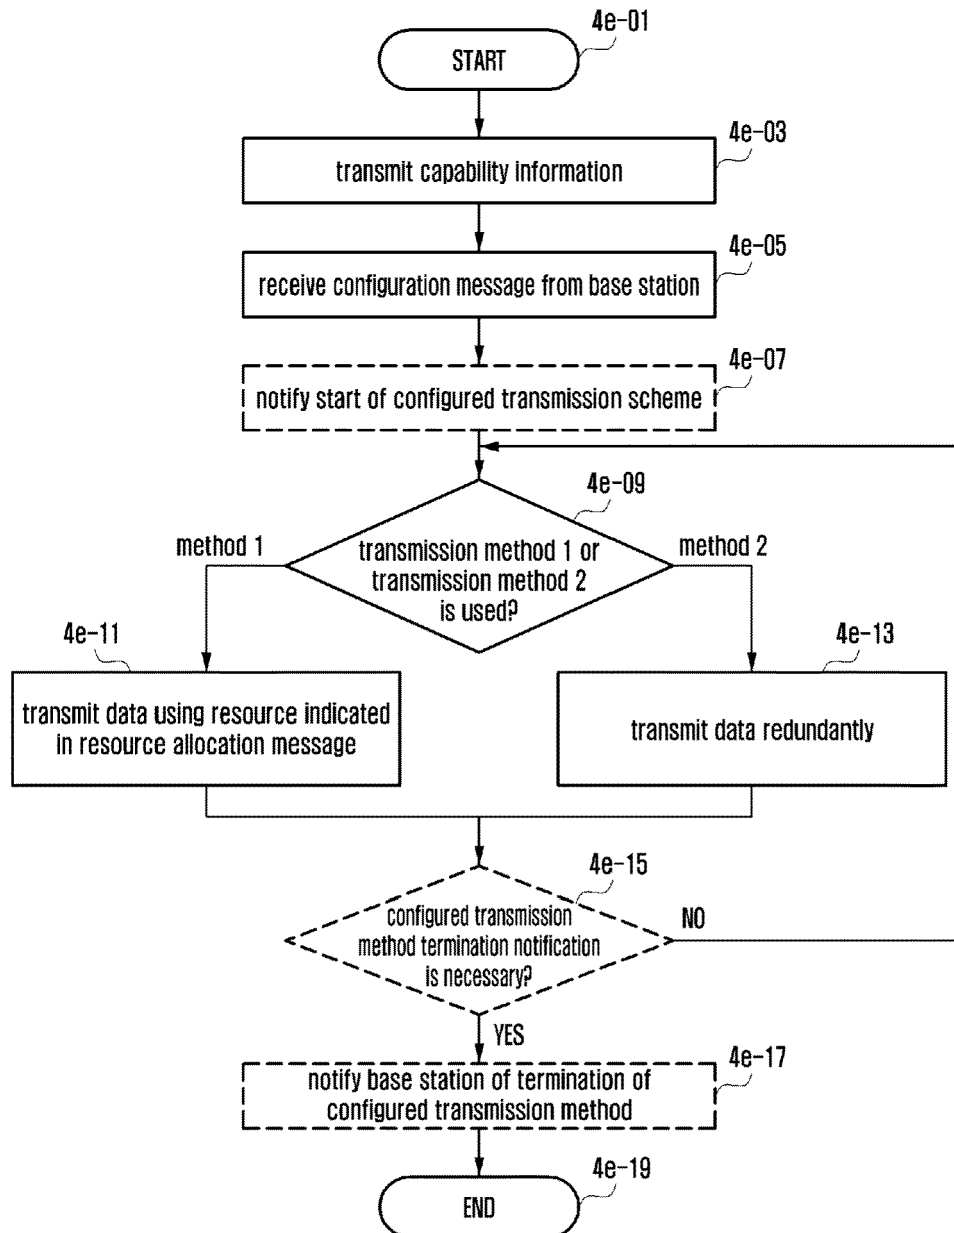 4e-01
START
4e-03
transmit capability information
4e-05
receive configuration message from base station
4e-07
notify start of configured transmission scheme
4e-09
method 1
transmission method 1 or
transmission method 2
is used?
method 2
4e-11
transmit data using resource indicated
in resource allocation message
4e-13
transmit data redundantly
4e-15
configured transmission
method termination notification
is necessary?
NO
YES
4e-17
notify base station of termination of
configured transmission method
4e-19
END